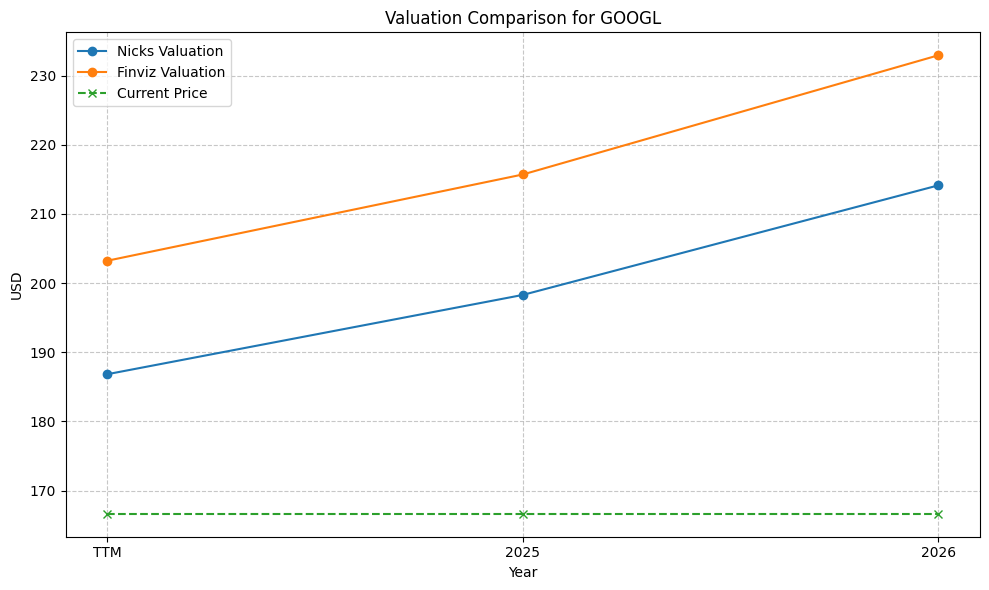 Valuation Comparison for GOOGL
Nicks Valuation
Finviz Valuation
Current Price
230
220
210
200
190
180
170
USD
TTM
2025
2026
Year